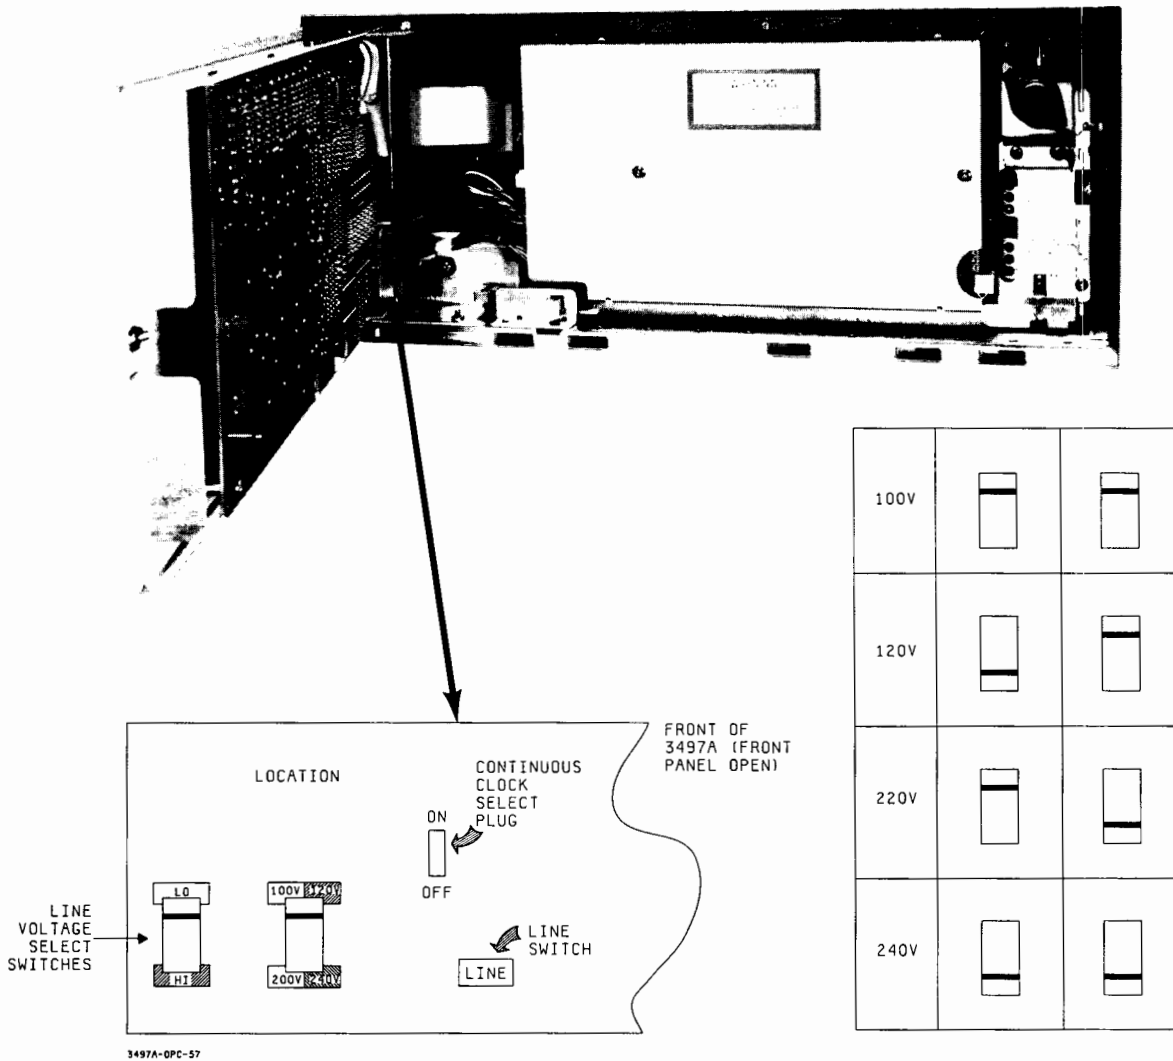 100V
120V
220V
240V
FRONT OF
3497A (FRONT
PANEL OPEN)
LOCATION
CONTINUOUS
CLOCK
SELECT
PLUG
ON
OFF
LO
HI
100V 120V
200V 240V
LINE
VOLTAGE
SELECT
SWITCHES
LINE
SWITCH
LINE
3497A-OPC-57